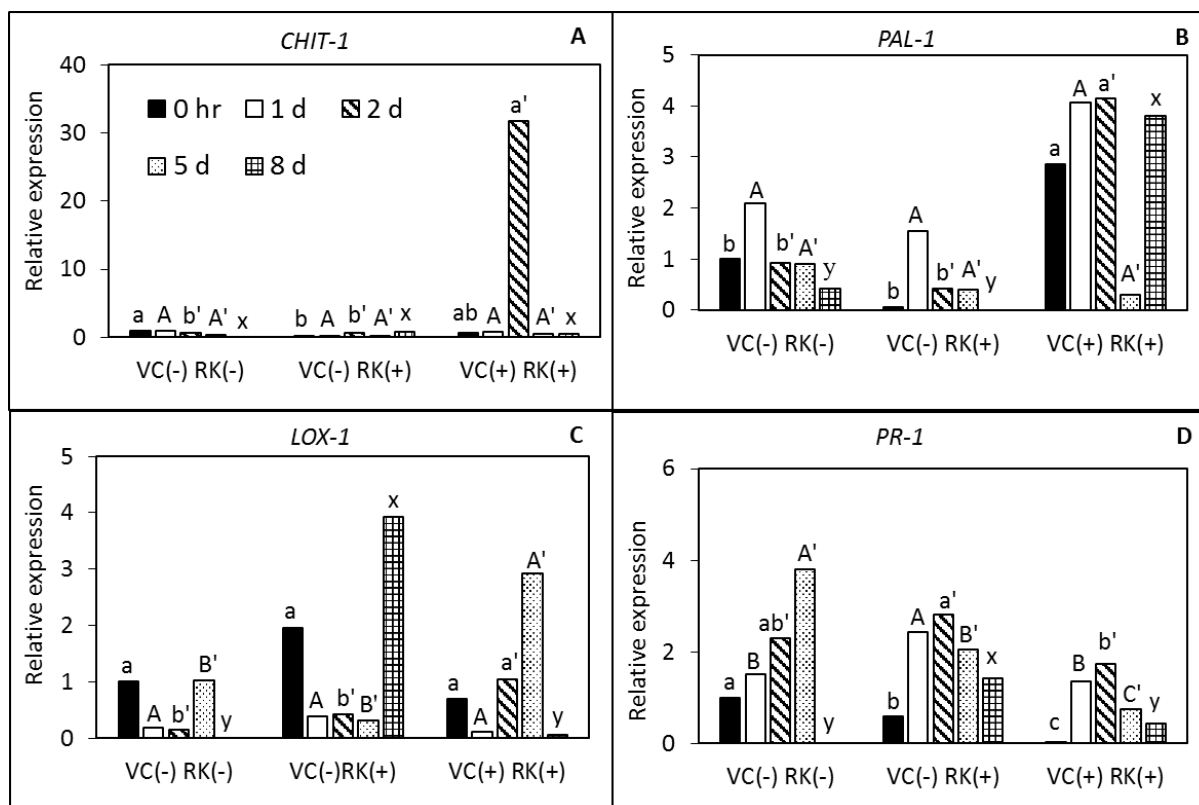 CHIT-1
A
Relative expression
40
30
20
10
0
0 hr 1 d 2 d
5 d 8 d
a A b' A' x
b A b' A' x
ab A a' A' x
VC(-) RK(-) VC(-) RK(+) VC(+) RK(+)
PAL-1
B
Relative expression
5
4
3
2
1
0
b A b' A' y
b A b' A' y
a A a' A' x
VC(-) RK(-) VC(-) RK(+) VC(+) RK(+)
LOX-1
C
Relative expression
5
4
3
2
1
0
a A b' B' y
a A b' B' x
a A a' A' y
VC(-) RK(-) VC(-)RK(+) VC(+) RK(+)
PR-1
D
Relative expression
6
4
2
0
a B ab' A' y
b A a' B' x
c B b' C' y
VC(-) RK(-) VC(-) RK(+) VC(+) RK(+)